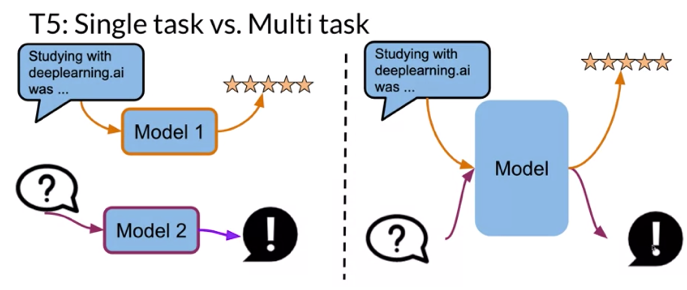 T5: Single task vs. Multi task
Studying with
deeplearning.ai
was ...
Model 1
?
Model 2
!
Studying with
deeplearning.ai
was ...
Model
?
!